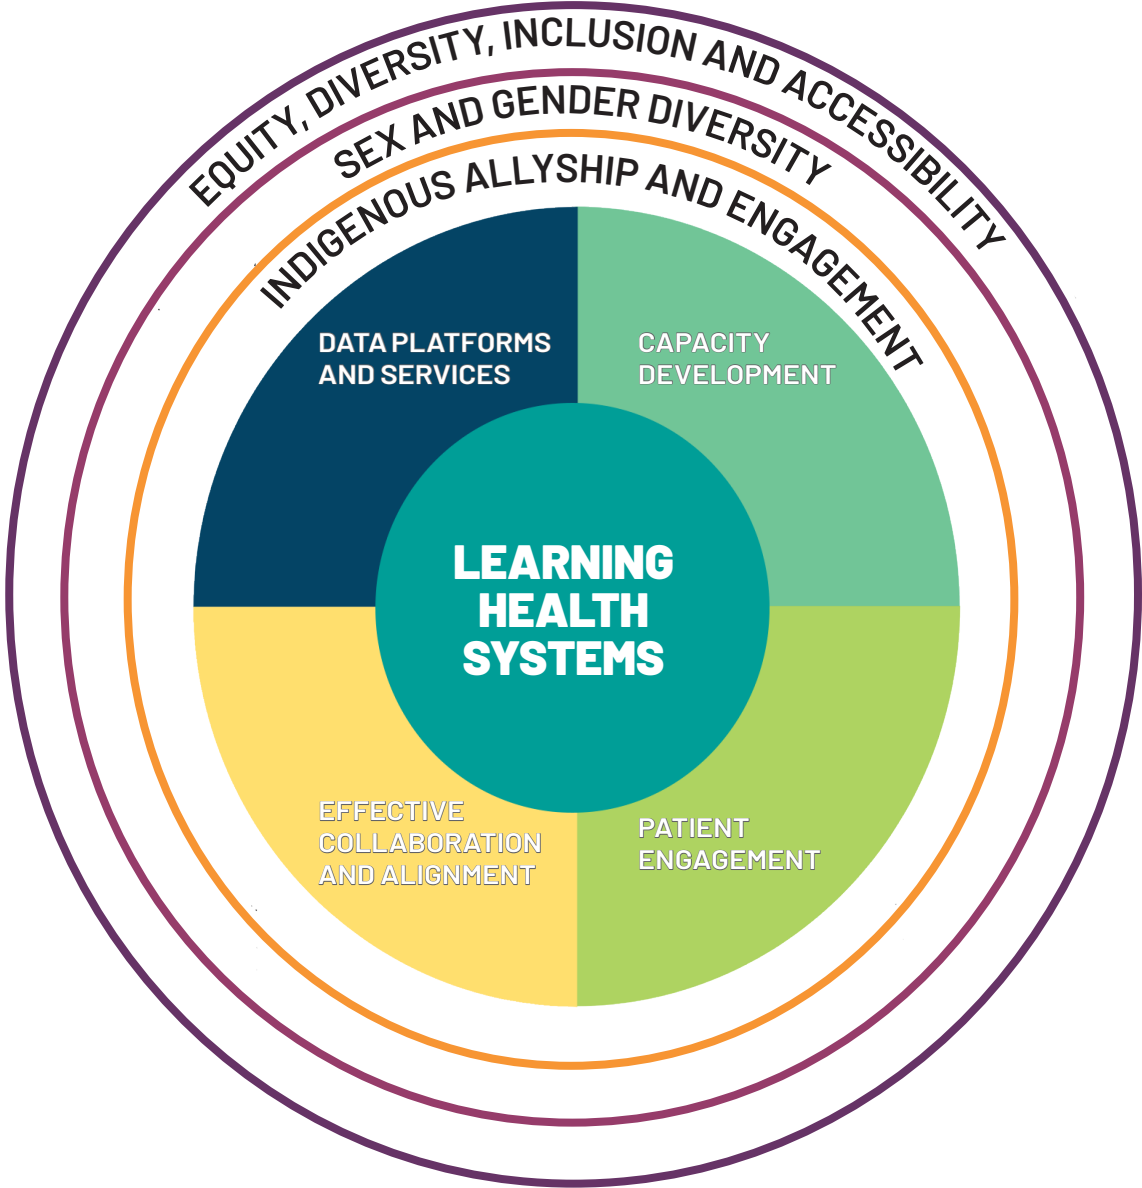 EQUITY, DIVERSITY, INCLUSION AND ACCESSIBILITY
SEX AND GENDER DIVERSITY
INDIGENOUS ALLYSHIP AND ENGAGEMENT
DATA PLATFORMS
AND SERVICES
CAPACITY
DEVELOPMENT
LEARNING
HEALTH
SYSTEMS
EFFECTIVE
COLLABORATION
AND ALIGNMENT
PATIENT
ENGAGEMENT